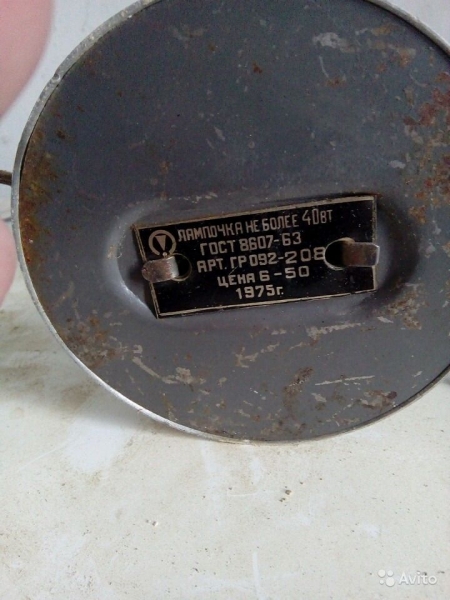 ЛАМПОЧКА НЕ БОЛЕЕ 40ВТ
ГОСТ 8607-63
АРТ. ГР092-208
ЦЕНА 6-50
1975г.
Avito